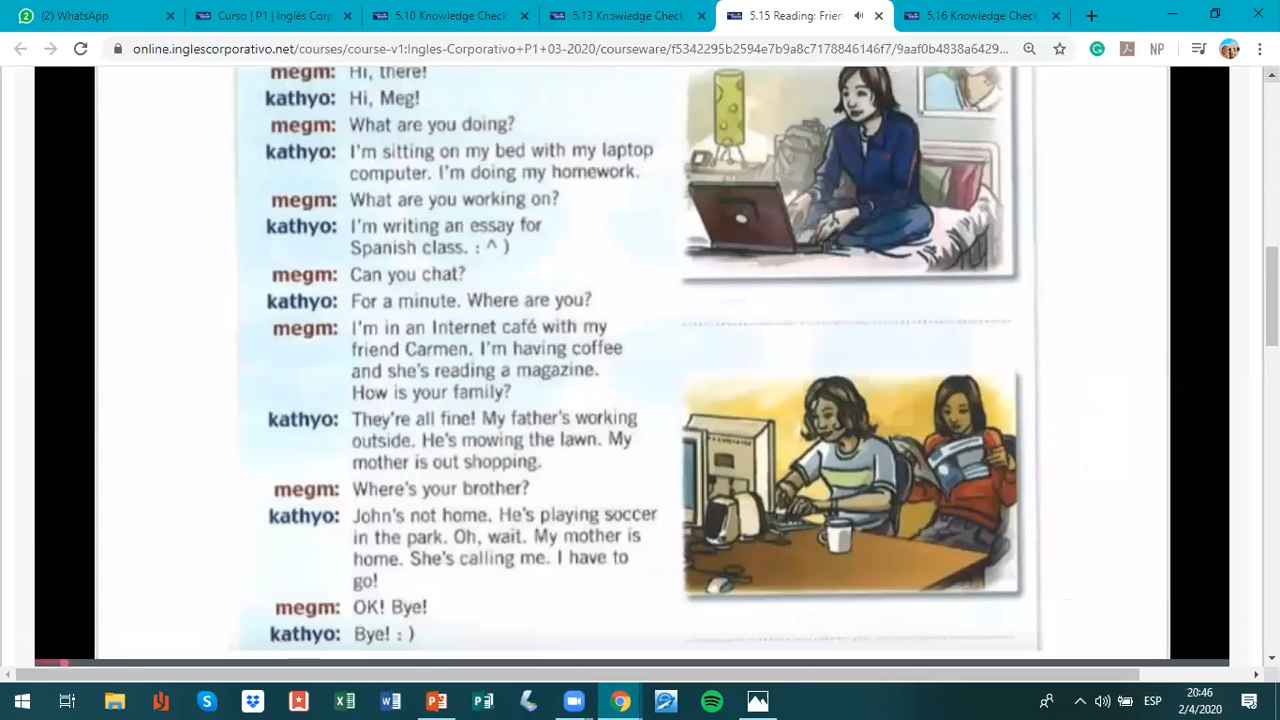 (2) WhatsApp
Curso | P1 | Inglés Corp
5.10 Knowledge Check
5.13 Knowledge Check
5.15 Reading: Frien
5.16 Knowledge Check
online.inglescorporativo.net/courses/course-v1:Ingles-Corporativo+P1+03-2020/courseware/f5342295b2594e7b9a8c7178846146f7/9aaf0b4838a6429...
NP
megm: Hi, there!
kathyo: Hi, Meg!
megm: What are you doing?
kathyo: I'm sitting on my bed with my laptop
computer. I'm doing my homework.
megm: What are you working on?
kathyo: I'm writing an essay for
Spanish class. : ^ )
megm: Can you chat?
kathyo: For a minute. Where are you?
megm: I'm in an Internet café with my
friend Carmen. I'm having coffee
and she's reading a magazine.
How is your family?
kathyo: They're all fine! My father's working
outside. He's mowing the lawn. My
mother is out shopping.
megm: Where's your brother?
kathyo: John's not home. He's playing soccer
in the park. Oh, wait. My mother is
home. She's calling me. I have to
go!
megm: OK! Bye!
kathyo: Bye! : )
ESP
20:46
2/4/2020